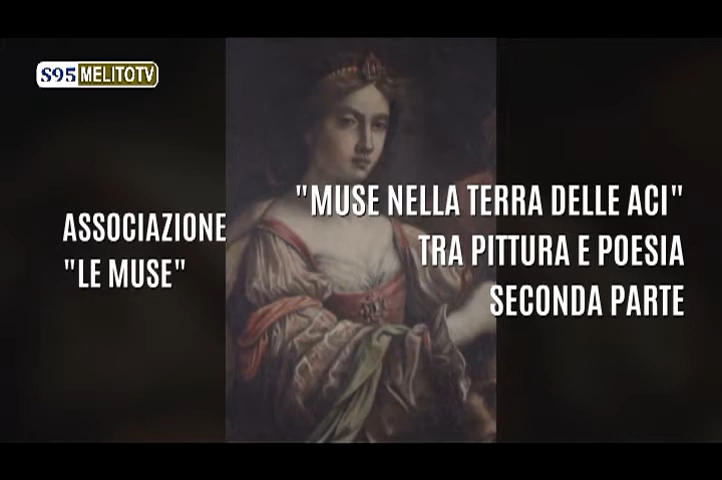 S95 MELITOTV
ASSOCIAZIONE
"LE MUSE"
"MUSE NELLA TERRA DELLE ACI"
TRA PITTURA E POESIA
SECONDA PARTE